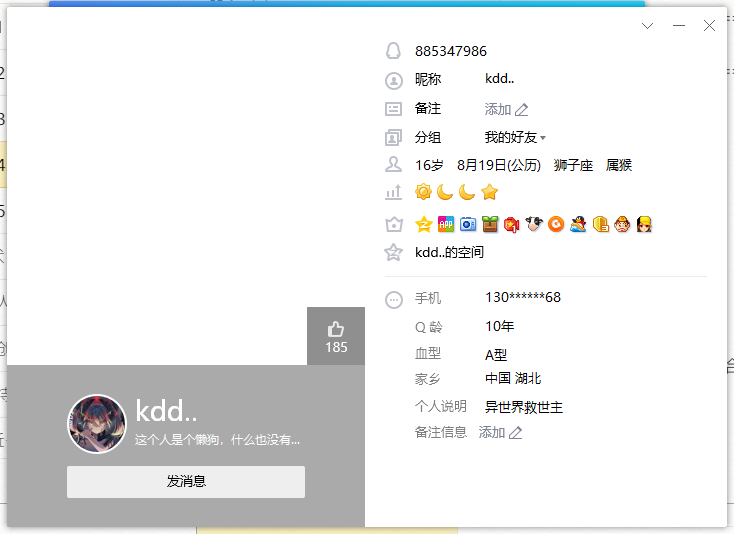 885347986
昵称 kdd..
备注 添加
分组 我的好友
16岁 8月19日(公历) 狮子座 属猴
APP
kdd..的空间
手机 130******68
Q 龄 10年
血型 A型
家乡 中国 湖北
个人说明 异世界救世主
备注信息 添加
185
kdd..
这个人是个懒狗，什么也没有...
发消息